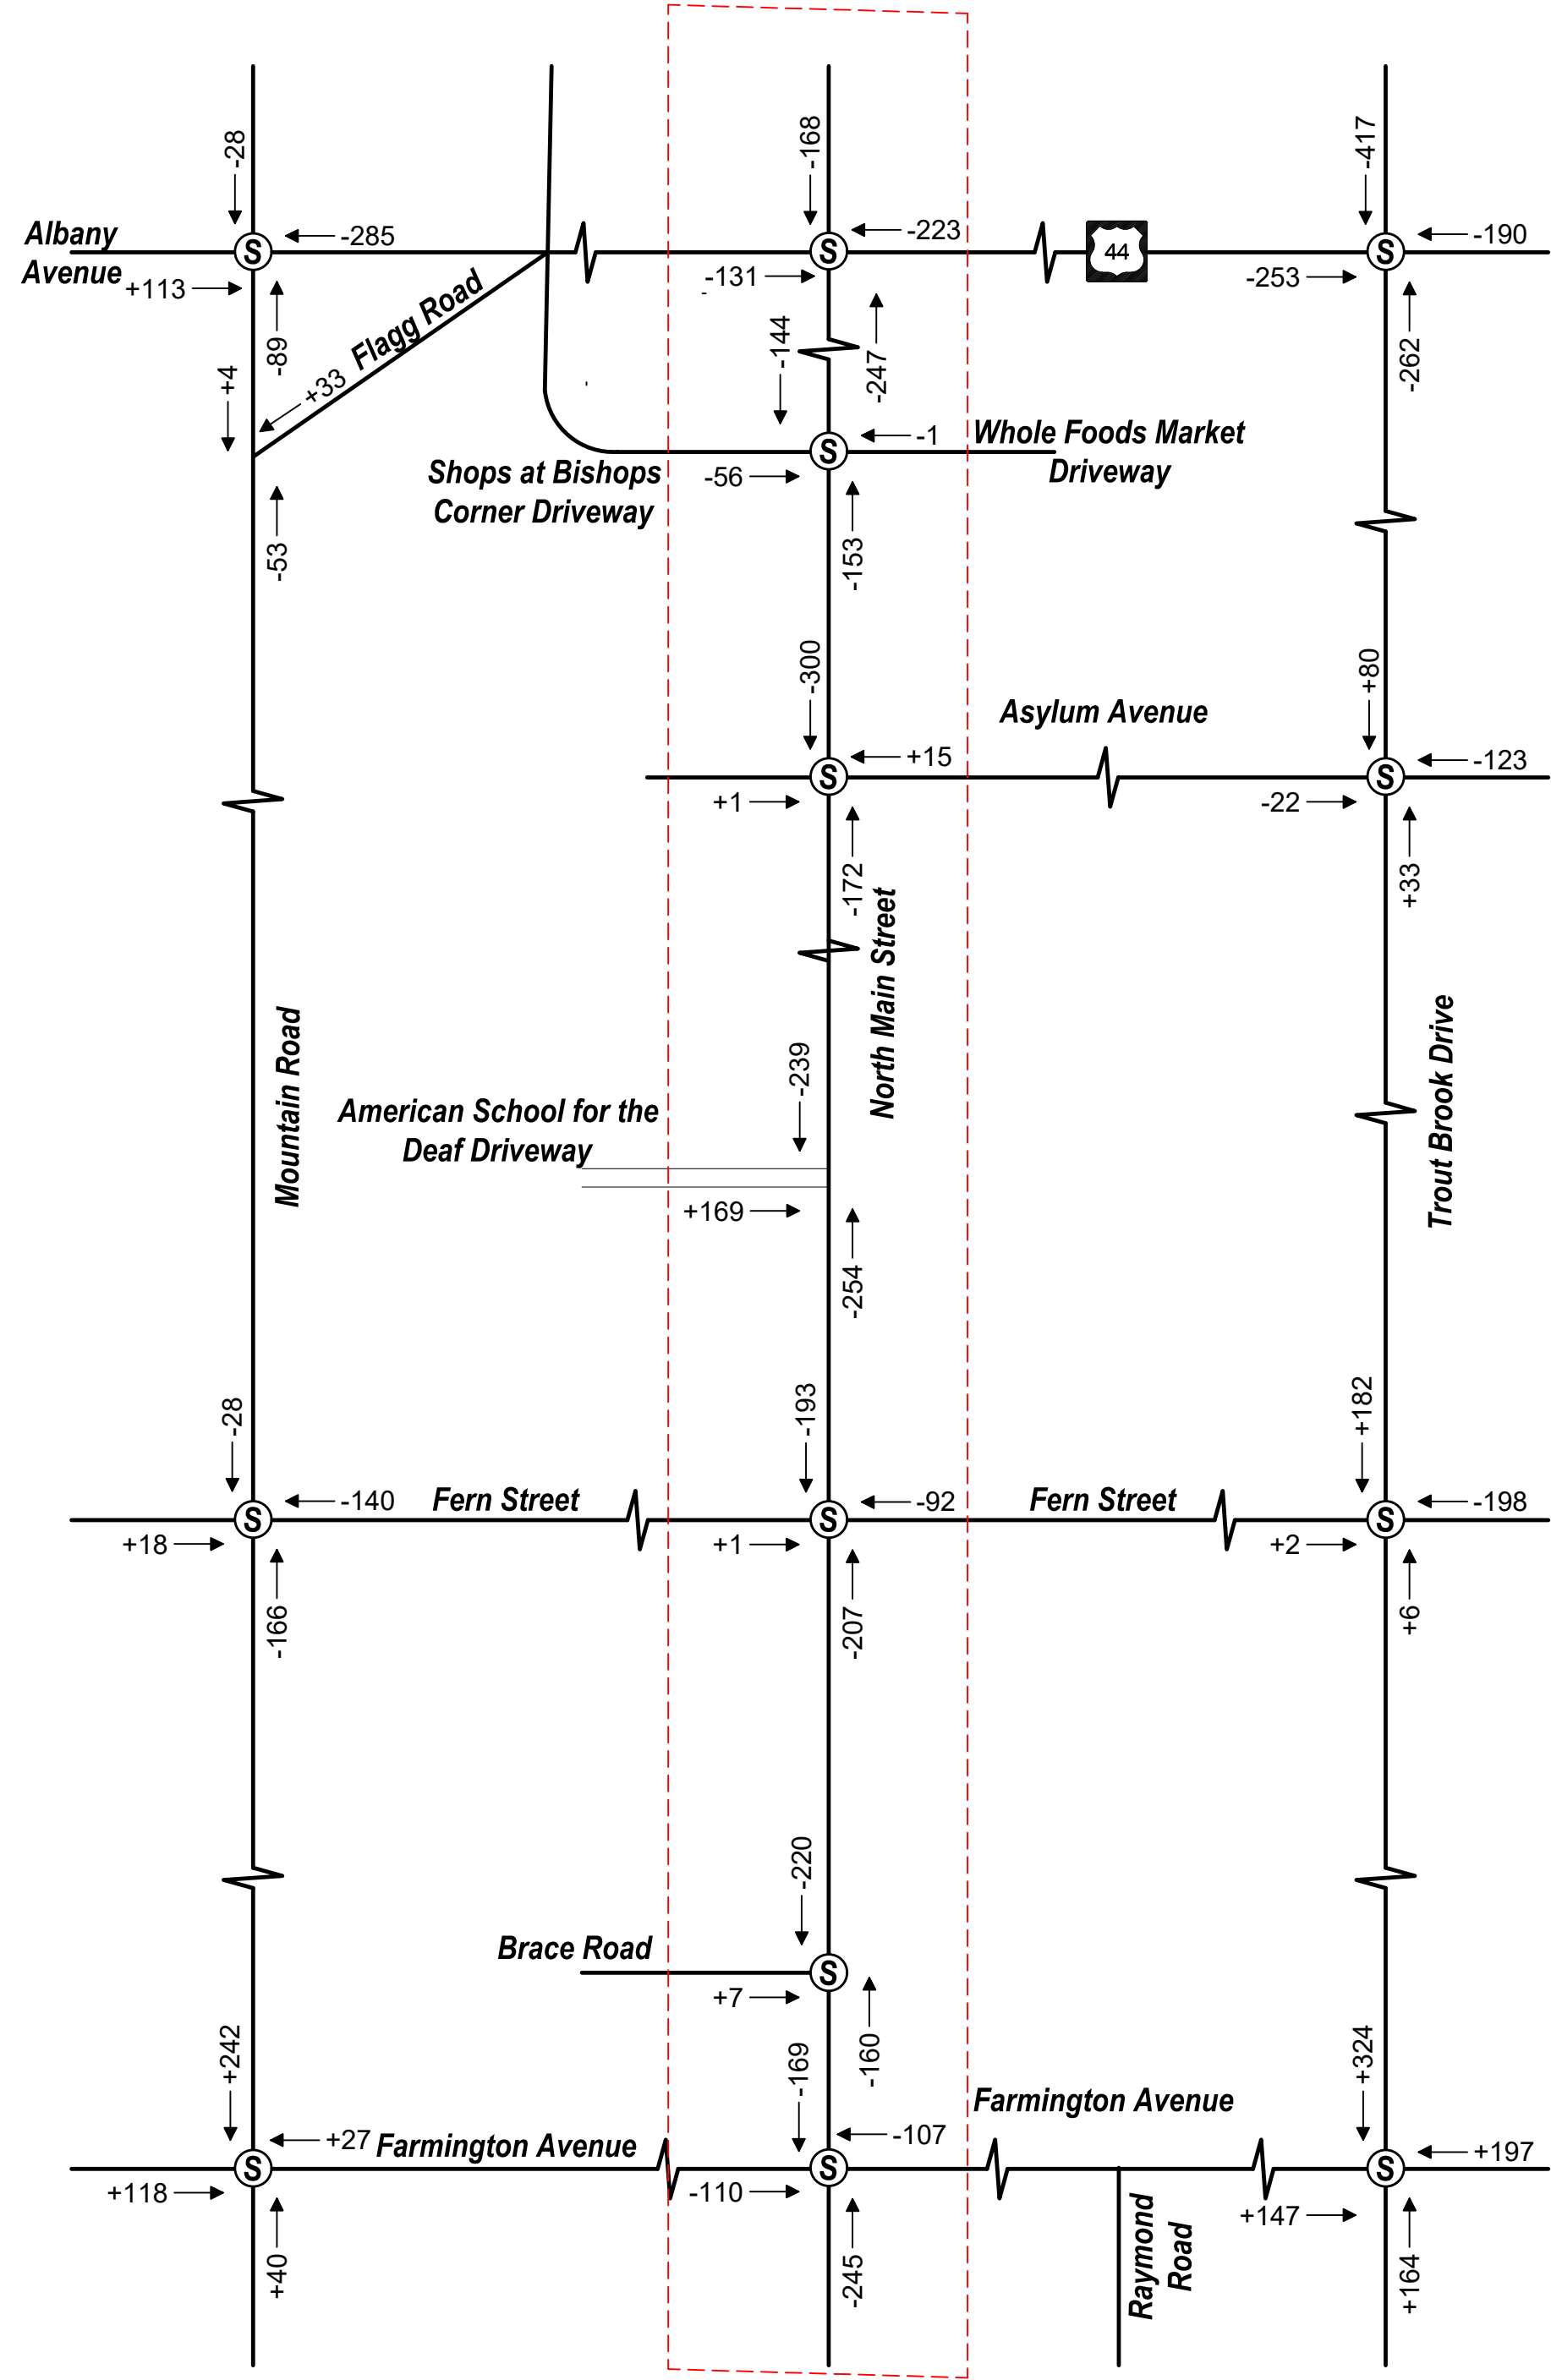 -28
-168
-417
Albany
Avenue
S
-285
S
-223
44
S
-190
+113
-131
-253
-89
Flagg Road
-144
-247
-262
+4
+33
-1
Whole Foods Market
Driveway
S
Shops at Bishops
Corner Driveway
-56
-53
-153
-300
+80
Asylum Avenue
+15
-123
S
S
+1
-22
-172
+33
North Main Street
Mountain Road
Trout Brook Drive
-239
American School for the
Deaf Driveway
+169
-254
-28
-193
+182
S
-140
Fern Street
S
-92
Fern Street
S
-198
+18
+1
+2
-166
-207
+6
-220
Brace Road
S
+7
+242
-169
-160
+324
Farmington Avenue
+27
Farmington Avenue
-107
+197
S
S
S
+118
-110
+147
+40
-245
Raymond
Road
+164